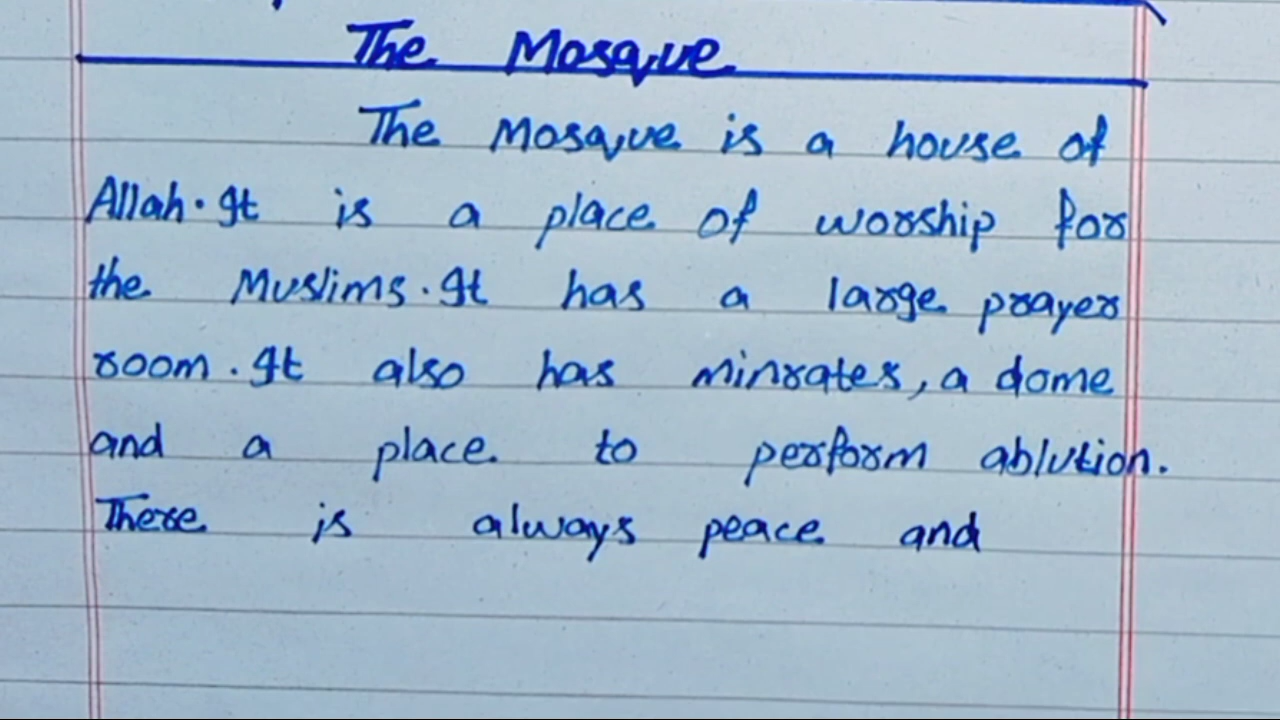 The Mosque
The Mosque is a house of
Allah. It is a place of worship for
the Muslims. It has a large prayer
room. It also has minrates, a dome
and a place to perform ablution.
There is always peace and